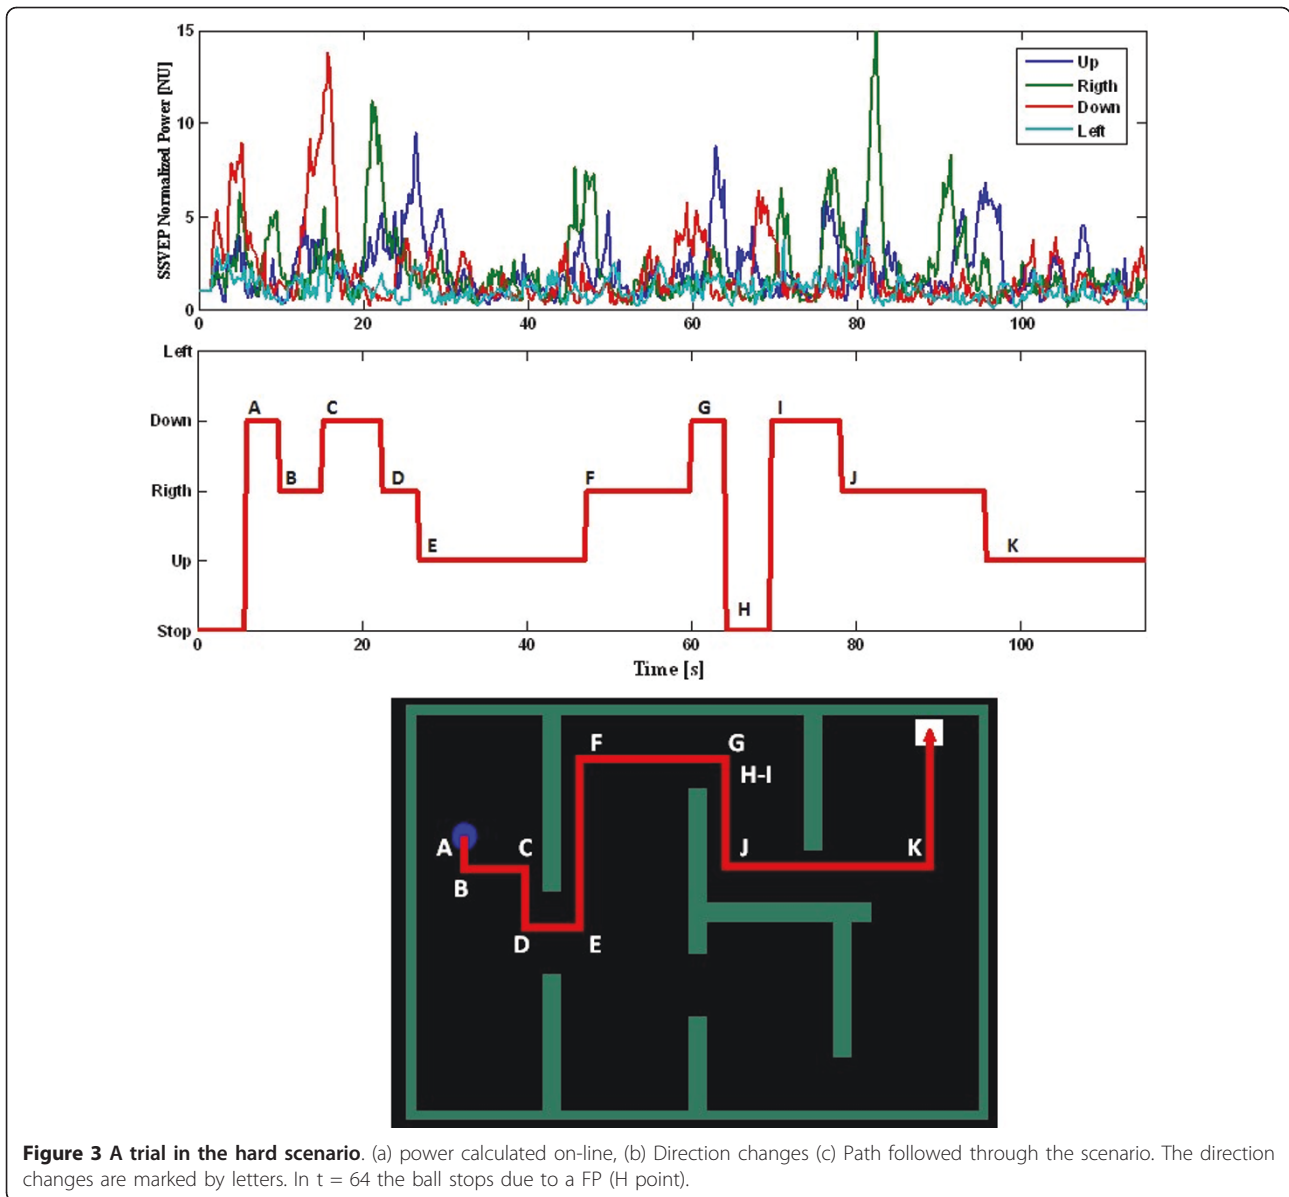 15
10
5
0
SSVEP Normalized Power [NU]
Up
Rigth
Down
Left
0 20 40 60 80 100
Left
Down
Rigth
Up
Stop
A C G I
B D F J
E K
H
0 20 40 60 80 100
Time [s]
F G
H-I
A C J K
B
D E
Figure 3 A trial in the hard scenario. (a) power calculated on-line, (b) Direction changes (c) Path followed through the scenario. The direction
changes are marked by letters. In t = 64 the ball stops due to a FP (H point).